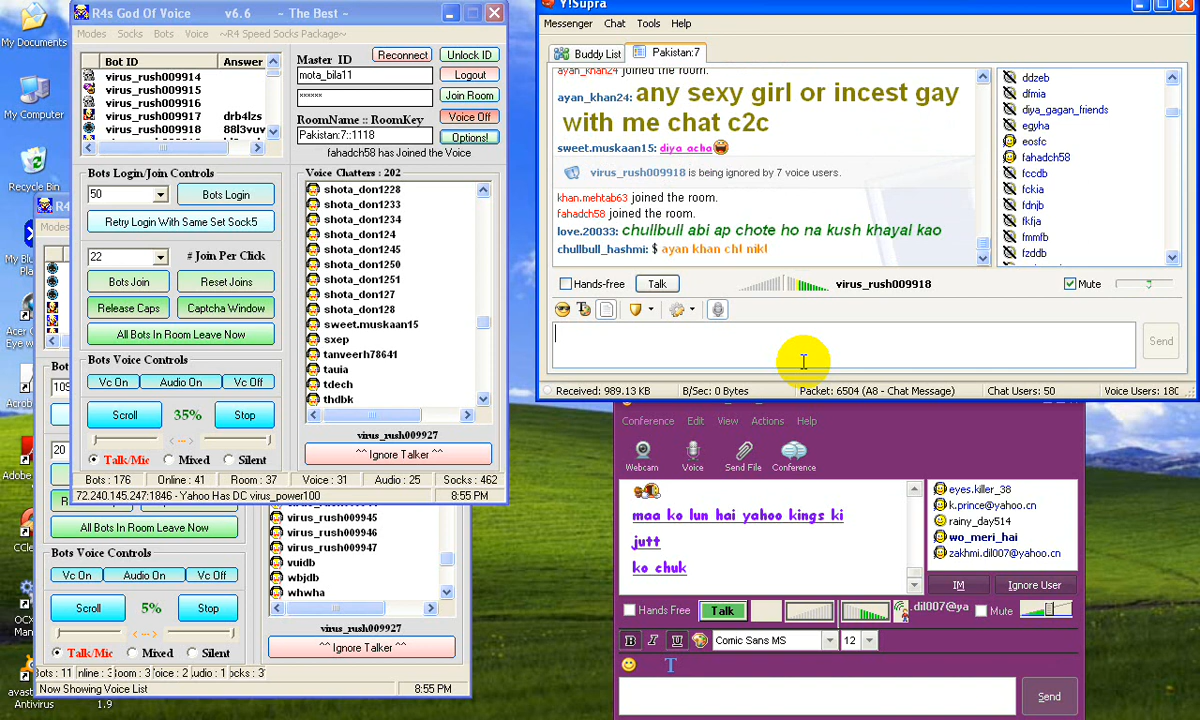 My Documents
My Computer
Recycle Bin
Antivirus
1.9
R4s God Of Voice v6.6 - The Best -
Modes Socks Bots Voice ~R4 Speed Socks Package~
Bot ID Answer
virus_rush009914
virus_rush009915
virus_rush009916
virus_rush009917 drb4lzs
virus_rush009918 88l3vuv
Master ID
Reconnect
Unlock ID
mota_bila11
Logout
******
Join Room
RoomName :: RoomKey
Voice Off
Pakistan:7::1118
Options!
fahadch58 has Joined the Voice
Bots Login/Join Controls
50
Bots Login
Retry Login With Same Set Sock5
22
# Join Per Click
Bots Join
Reset Joins
Release Caps
Captcha Window
All Bots In Room Leave Now
Bots Voice Controls
Vc On
Audio On
Vc Off
Scroll
35%
Stop
<--->
Talk/Mic
Mixed
Silent
Voice Chatters : 202
shota_don1228
shota_don1233
shota_don1234
shota_don124
shota_don1245
shota_don1250
shota_don1251
shota_don127
shota_don128
sweet.muskaan15
sxep
tanveerh78641
tauia
tdech
thdbk
virus_rush009927
^^ Ignore Talker ^^
Bots : 176 Online : 41 Room : 37 Voice : 31 Audio : 25 Socks : 462
72.240.145.247:1846 - Yahoo Has DC virus_power100
8:55 PM
R4
Modes
20
All Bots In Room Leave Now
Bots Voice Controls
Vc On
Audio On
Vc Off
Scroll
5%
Stop
<--->
Talk/Mic
Mixed
Silent
virus_rush009945
virus_rush009946
virus_rush009947
vuidb
wbjdb
whwha
virus_rush009927
^^ Ignore Talker ^^
Now Showing Voice List
8:55 PM
Y!Supra
Messenger Chat Tools Help
Buddy List
Pakistan:7
ayan_khan24 joined the room.
ayan_khan24: any sexy girl or incest gay
with me chat c2c
sweet.muskaan15: diya acha
virus_rush009918 is being ignored by 7 voice users.
khan.mehtab63 joined the room.
fahadch58 joined the room.
love.20033: chullbull abi ap chote ho na kush khayal kao
chullbull_hashmi: $ ayan khan ch! nikl
ddzeb
dfmia
diya_gagan_friends
egyha
eosfc
fahadch58
fccdb
fckia
fdnjb
fkfja
fmmfb
fzddb
Hands-free
Talk
virus_rush009918
Mute
Send
Received: 989.13 KB B/Sec: 0 Bytes Packet: 6504 (A8 - Chat Message) Chat Users: 50 Voice Users: 180
Conference Edit View Actions Help
Webcam
Voice
Send File
Conference
maa ko lun hai yahoo kings ki
jutt
ko chuk
eyes.killer_38
k.prince@yahoo.cn
rainy_day514
wo_meri_hai
zakhmi.dil007@yahoo.cn
IM
Ignore User
Hands Free
Talk
.dil007@ya
Mute
B I U
Comic Sans MS
12
T
Send